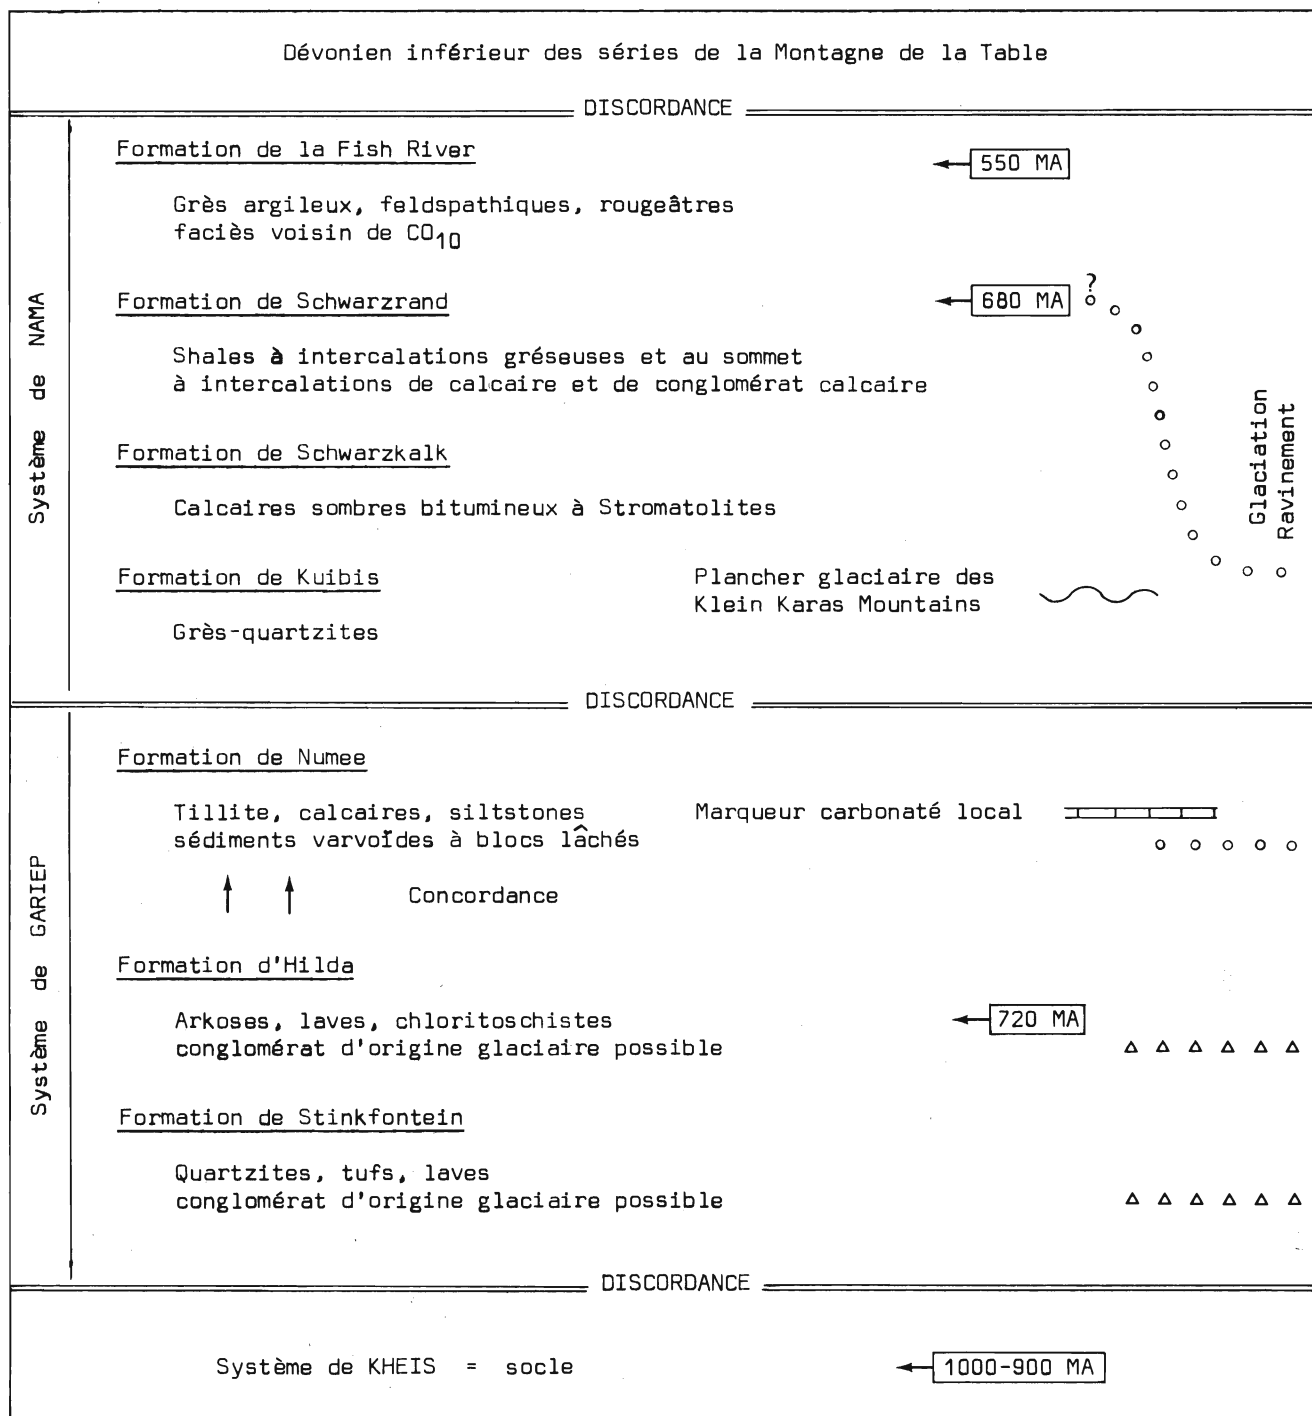 Dévonien inférieur des séries de la Montagne de la Table
DISCORDANCE
Système de NAMA
Formation de la Fish River
550 MA
Grès argileux, feldspathiques, rougeâtres
faciès voisin de CO10
Formation de Schwarzrand
680 MA
?
Shales à intercalations gréseuses et au sommet
à intercalations de calcaire et de conglomérat calcaire
Glaciation
Ravinement
Formation de Schwarzkalk
Calcaires sombres bitumineux à Stromatolites
Formation de Kuibis
Plancher glaciaire des
Klein Karas Mountains
Grès-quartzites
DISCORDANCE
Système de GARIEP
Formation de Numee
Tillite, calcaires, siltstones
sédiments varvoïdes à blocs lâchés
Marqueur carbonaté local
Concordance
Formation d'Hilda
Arkoses, laves, chloritoschistes
conglomérat d'origine glaciaire possible
720 MA
Formation de Stinkfontein
Quartzites, tufs, laves
conglomérat d'origine glaciaire possible
DISCORDANCE
Système de KHEIS = socle
1000-900 MA